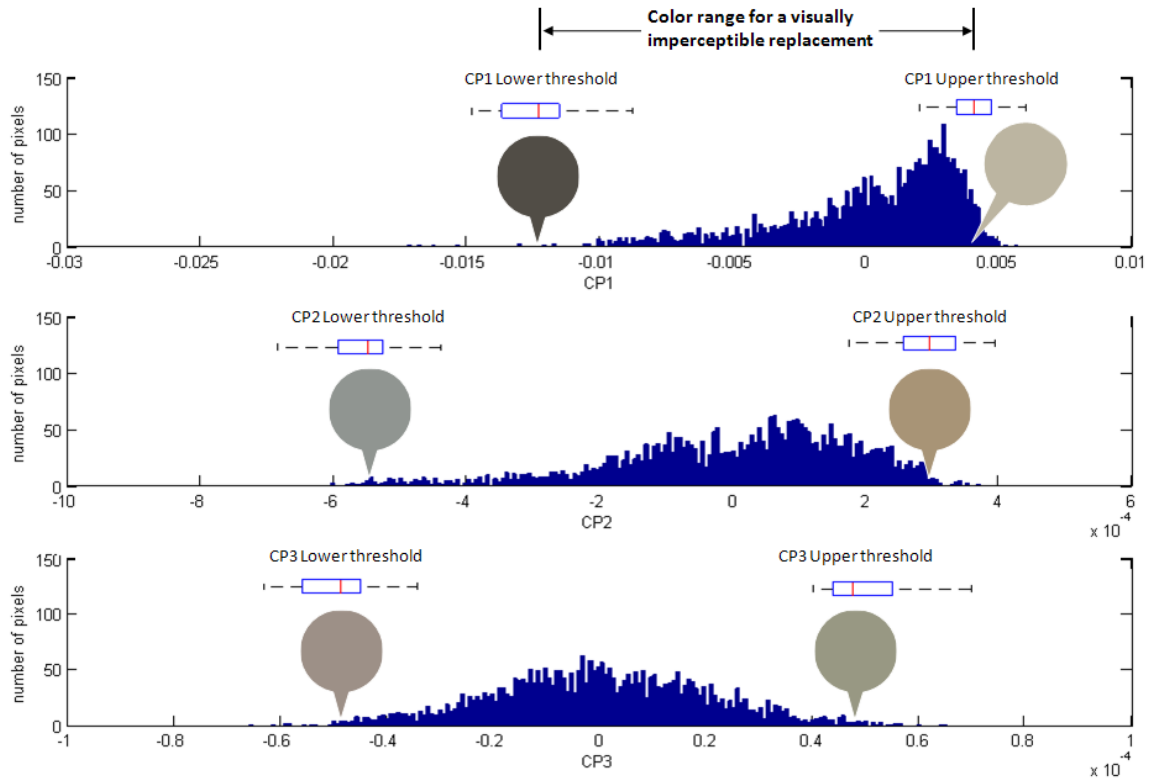 Color range for a visually
imperceptible replacement
CP1 Lower threshold
CP1 Upper threshold
number of pixels
150
100
50
0
-0.03
-0.025
-0.02
-0.015
-0.01
-0.005
0
0.005
0.01
CP1
CP2 Lower threshold
CP2 Upper threshold
number of pixels
150
100
50
0
-10
-8
-6
-4
-2
0
2
4
6
CP2
x 10-4
CP3 Lower threshold
CP3 Upper threshold
number of pixels
150
100
50
0
-1
-0.8
-0.6
-0.4
-0.2
0
0.2
0.4
0.6
0.8
1
CP3
x 10-4